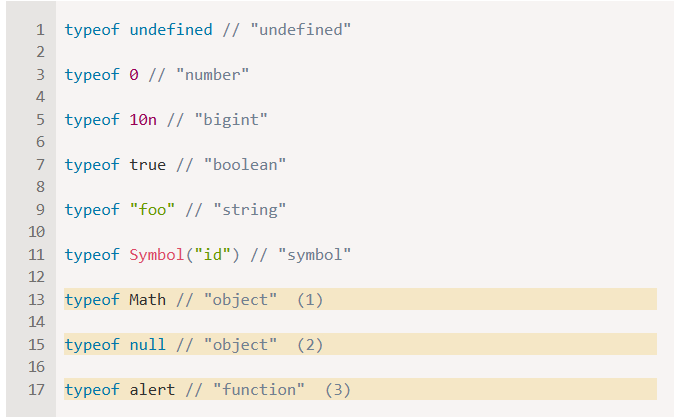 1 typeof undefined // "undefined"
2
3 typeof 0 // "number"
4
5 typeof 10n // "bigint"
6
7 typeof true // "boolean"
8
9 typeof "foo" // "string"
10
11 typeof Symbol("id") // "symbol"
12
13 typeof Math // "object"  (1)
14
15 typeof null // "object"  (2)
16
17 typeof alert // "function"  (3)